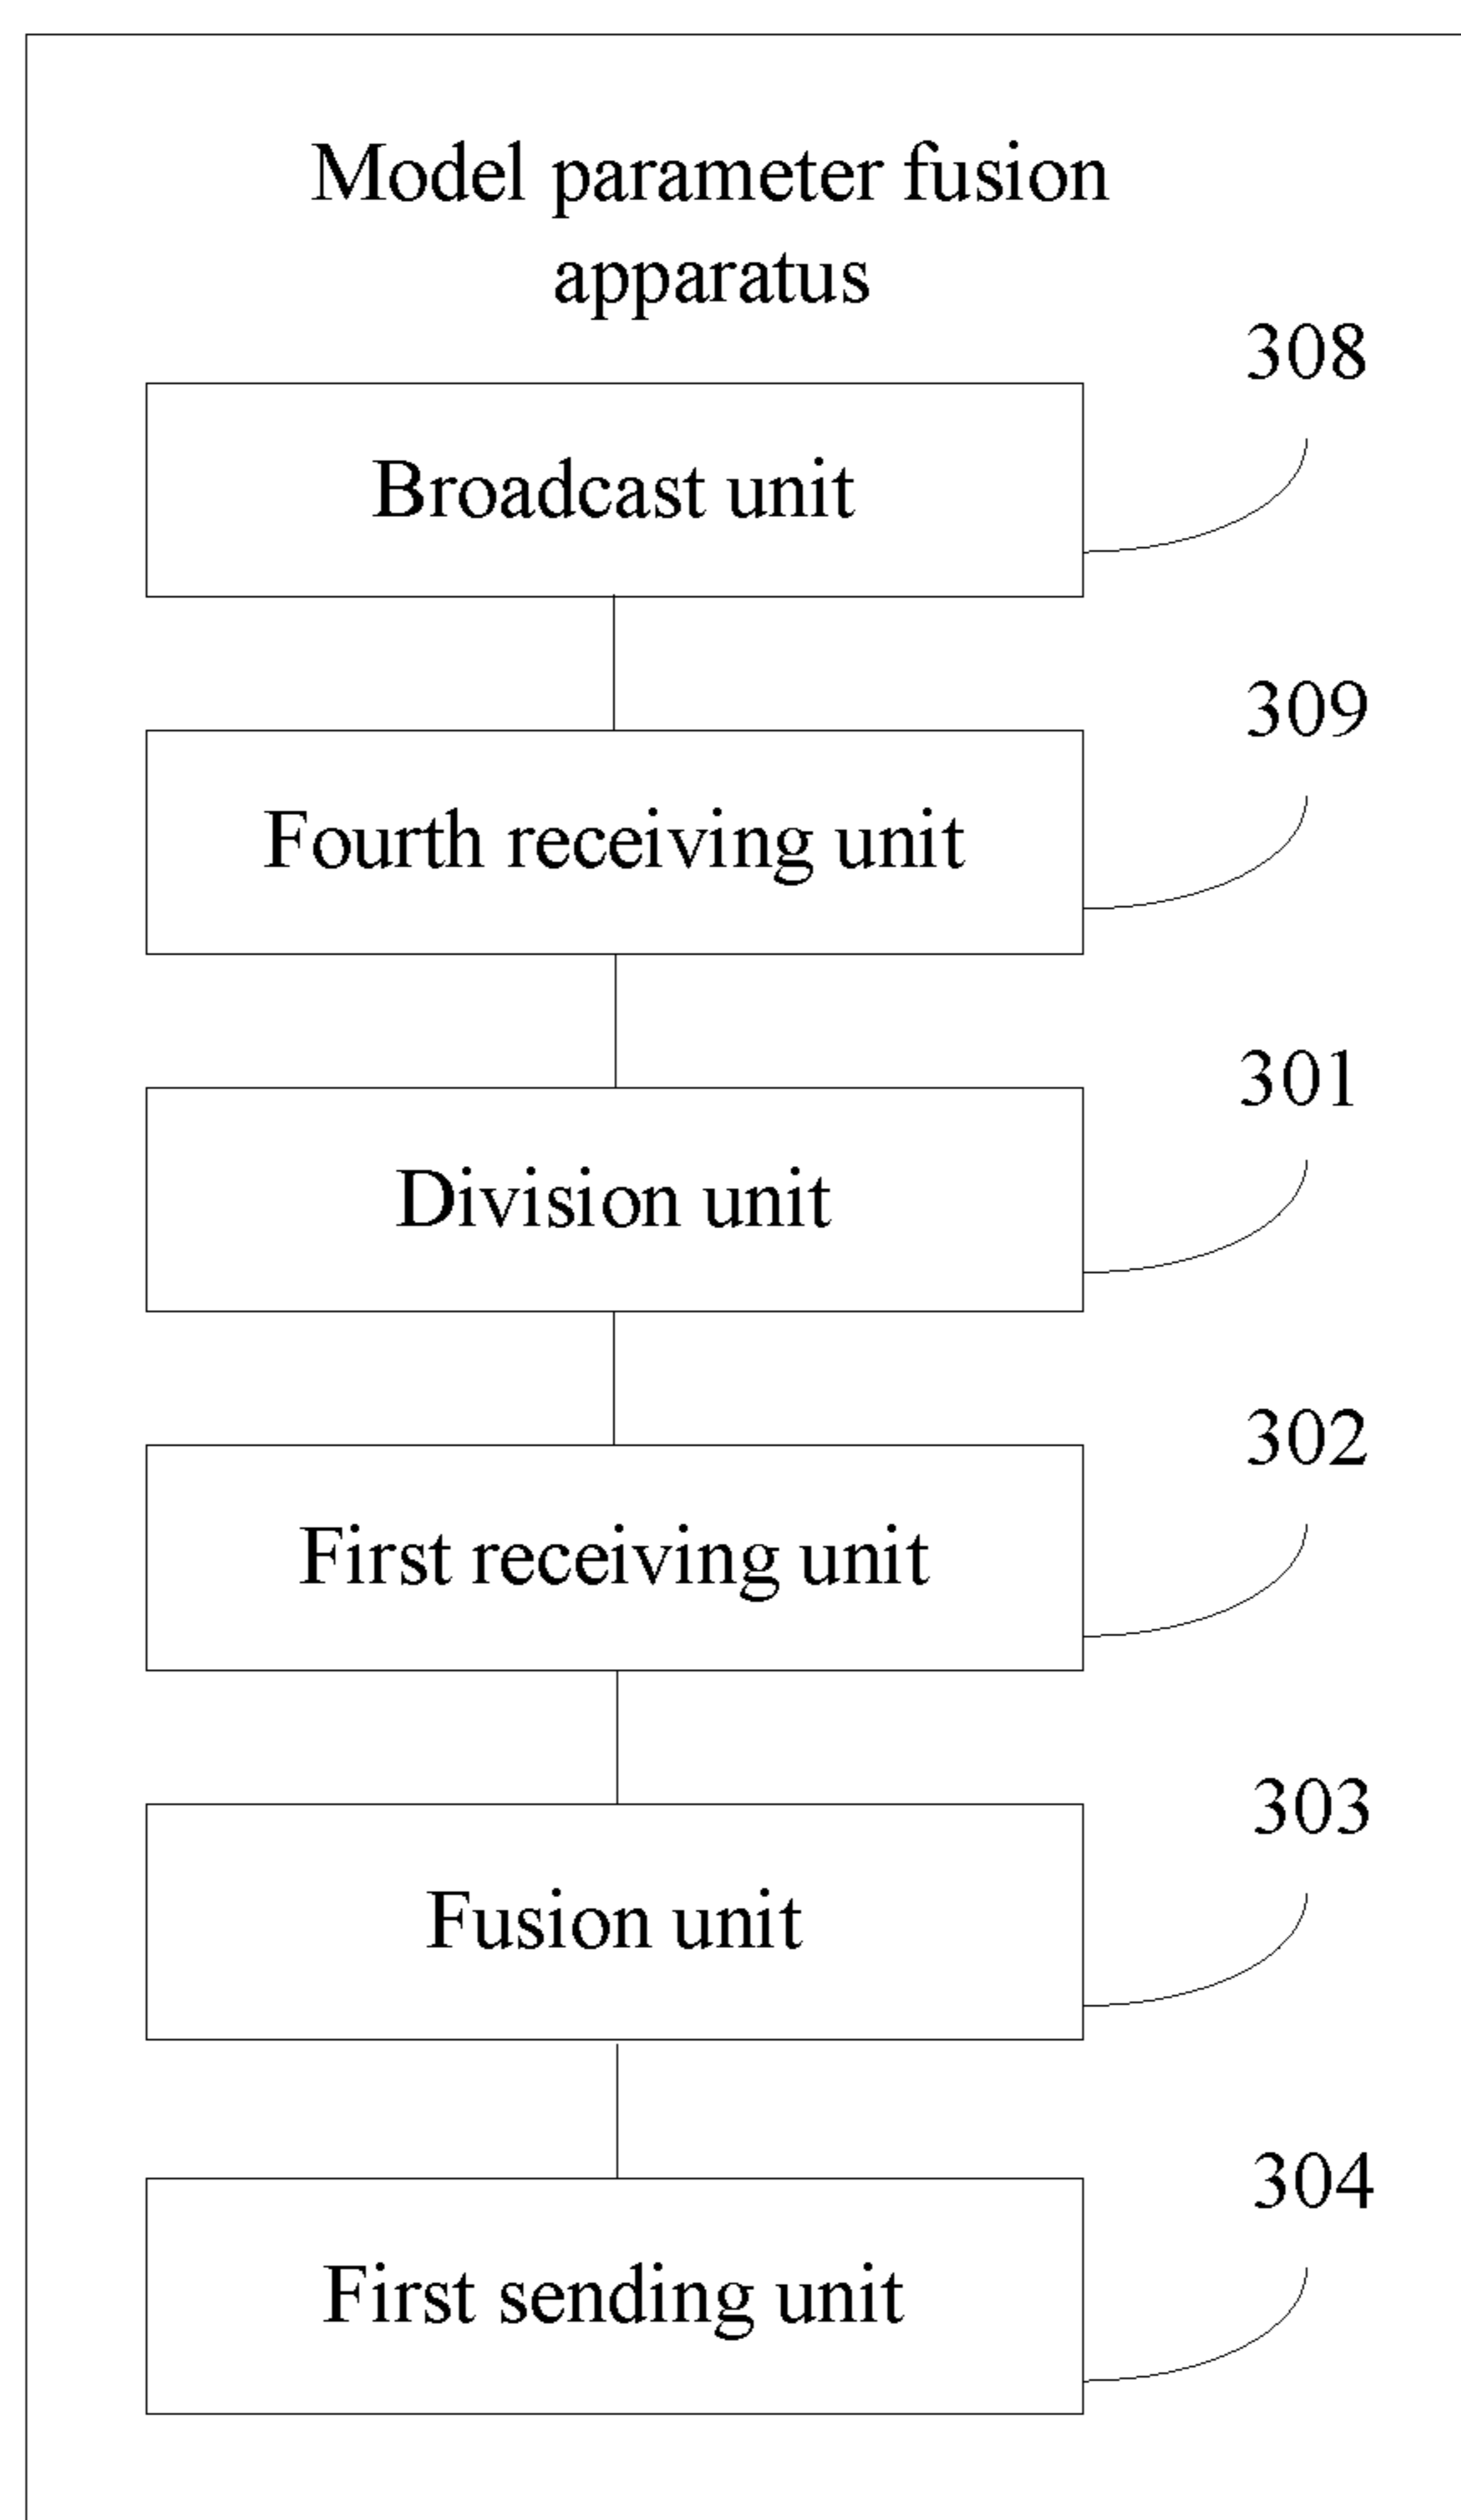 Model parameter fusion
apparatus
308
Broadcast unit
309
Fourth receiving unit
301
Division unit
302
First receiving unit
303
Fusion unit
304
First sending unit